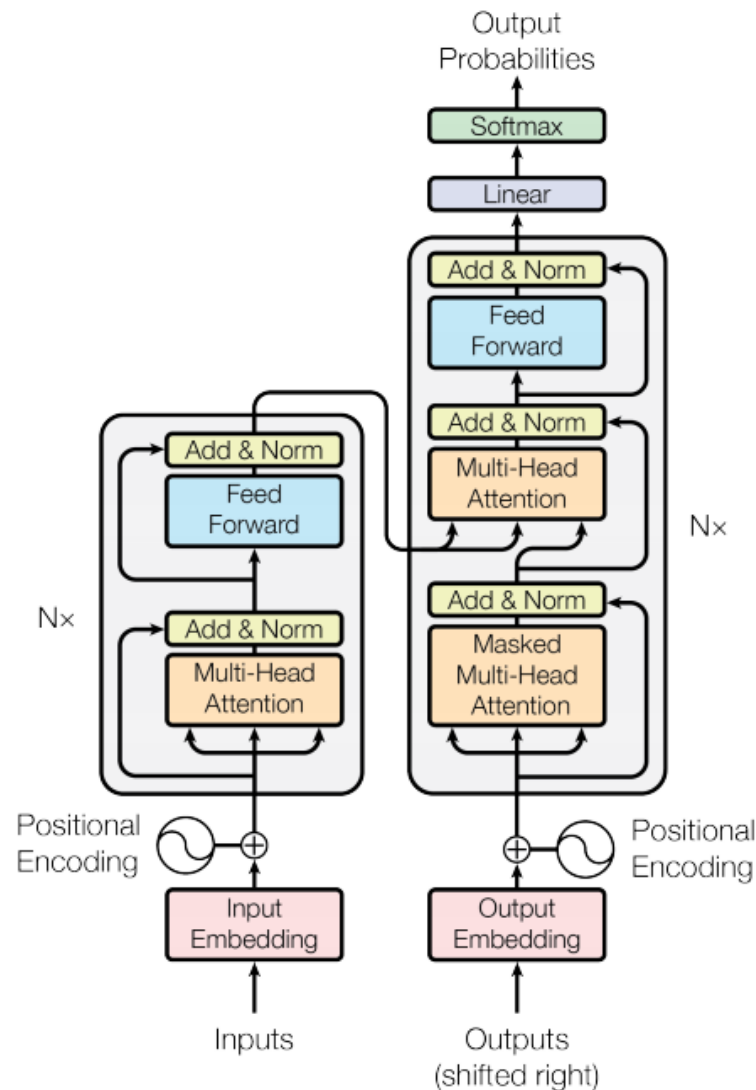 Output
Probabilities
Softmax
Linear
Add & Norm
Feed
Forward
Add & Norm
Multi-Head
Attention
Nx
Add & Norm
Masked
Multi-Head
Attention
Add & Norm
Feed
Forward
Nx
Add & Norm
Multi-Head
Attention
Positional
Encoding
Positional
Encoding
Input
Embedding
Output
Embedding
Inputs
Outputs
(shifted right)